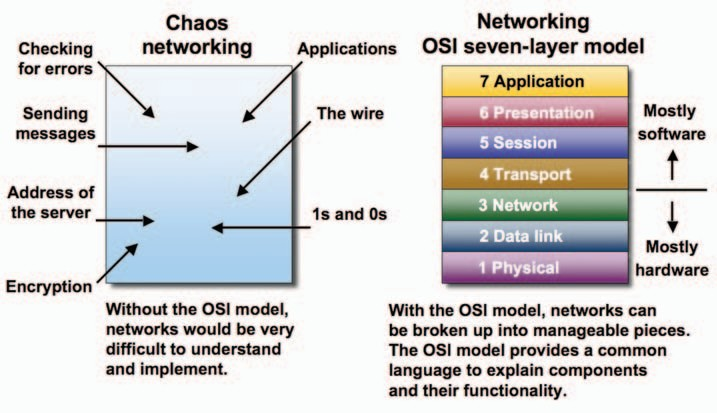 Chaos
networking
Checking
for errors
Applications
Sending
messages
The wire
Address of
the server
1s and 0s
Encryption
Without the OSI model,
networks would be very
difficult to understand
and implement.
Networking
OSI seven-layer model
7 Application
6 Presentation
5 Session
4 Transport
3 Network
2 Data link
1 Physical
Mostly
software
Mostly
hardware
With the OSI model, networks can
be broken up into manageable pieces.
The OSI model provides a common
language to explain components
and their functionality.